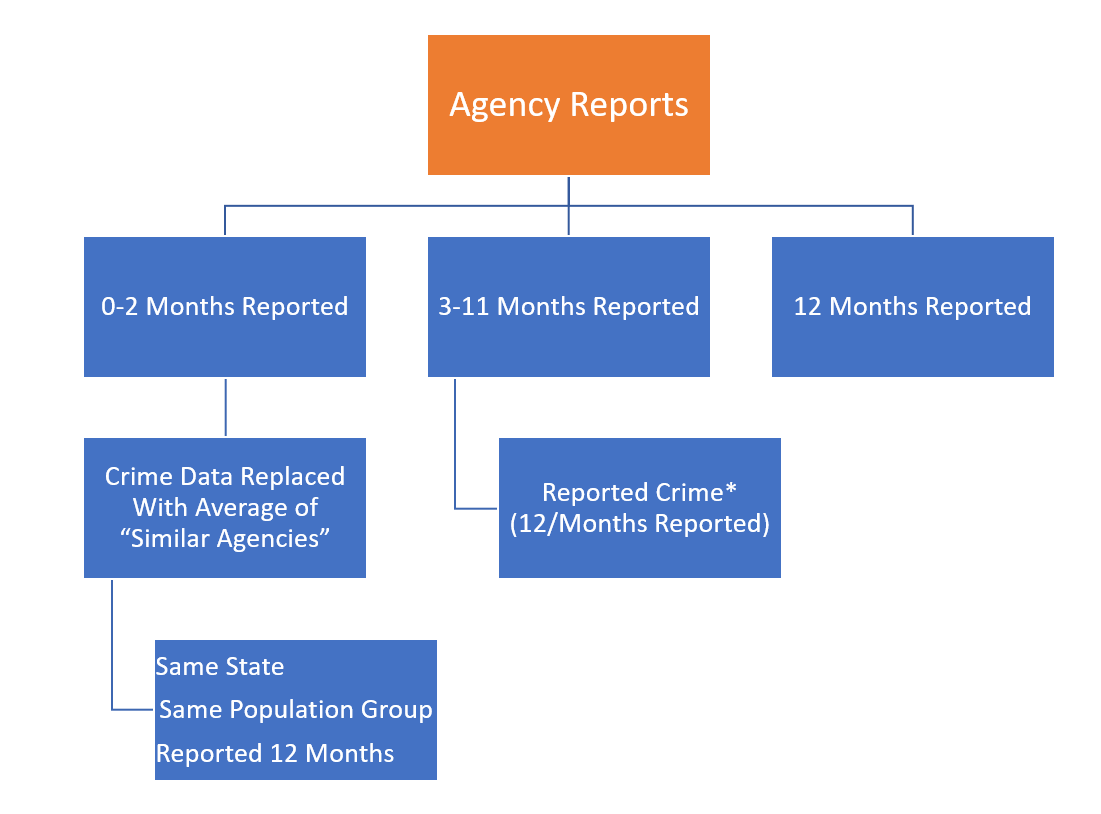 Agency Reports
0-2 Months Reported
3-11 Months Reported
12 Months Reported
Crime Data Replaced
With Average of
“Similar Agencies”
Reported Crime*
(12/Months Reported)
Same State
Same Population Group
Reported 12 Months